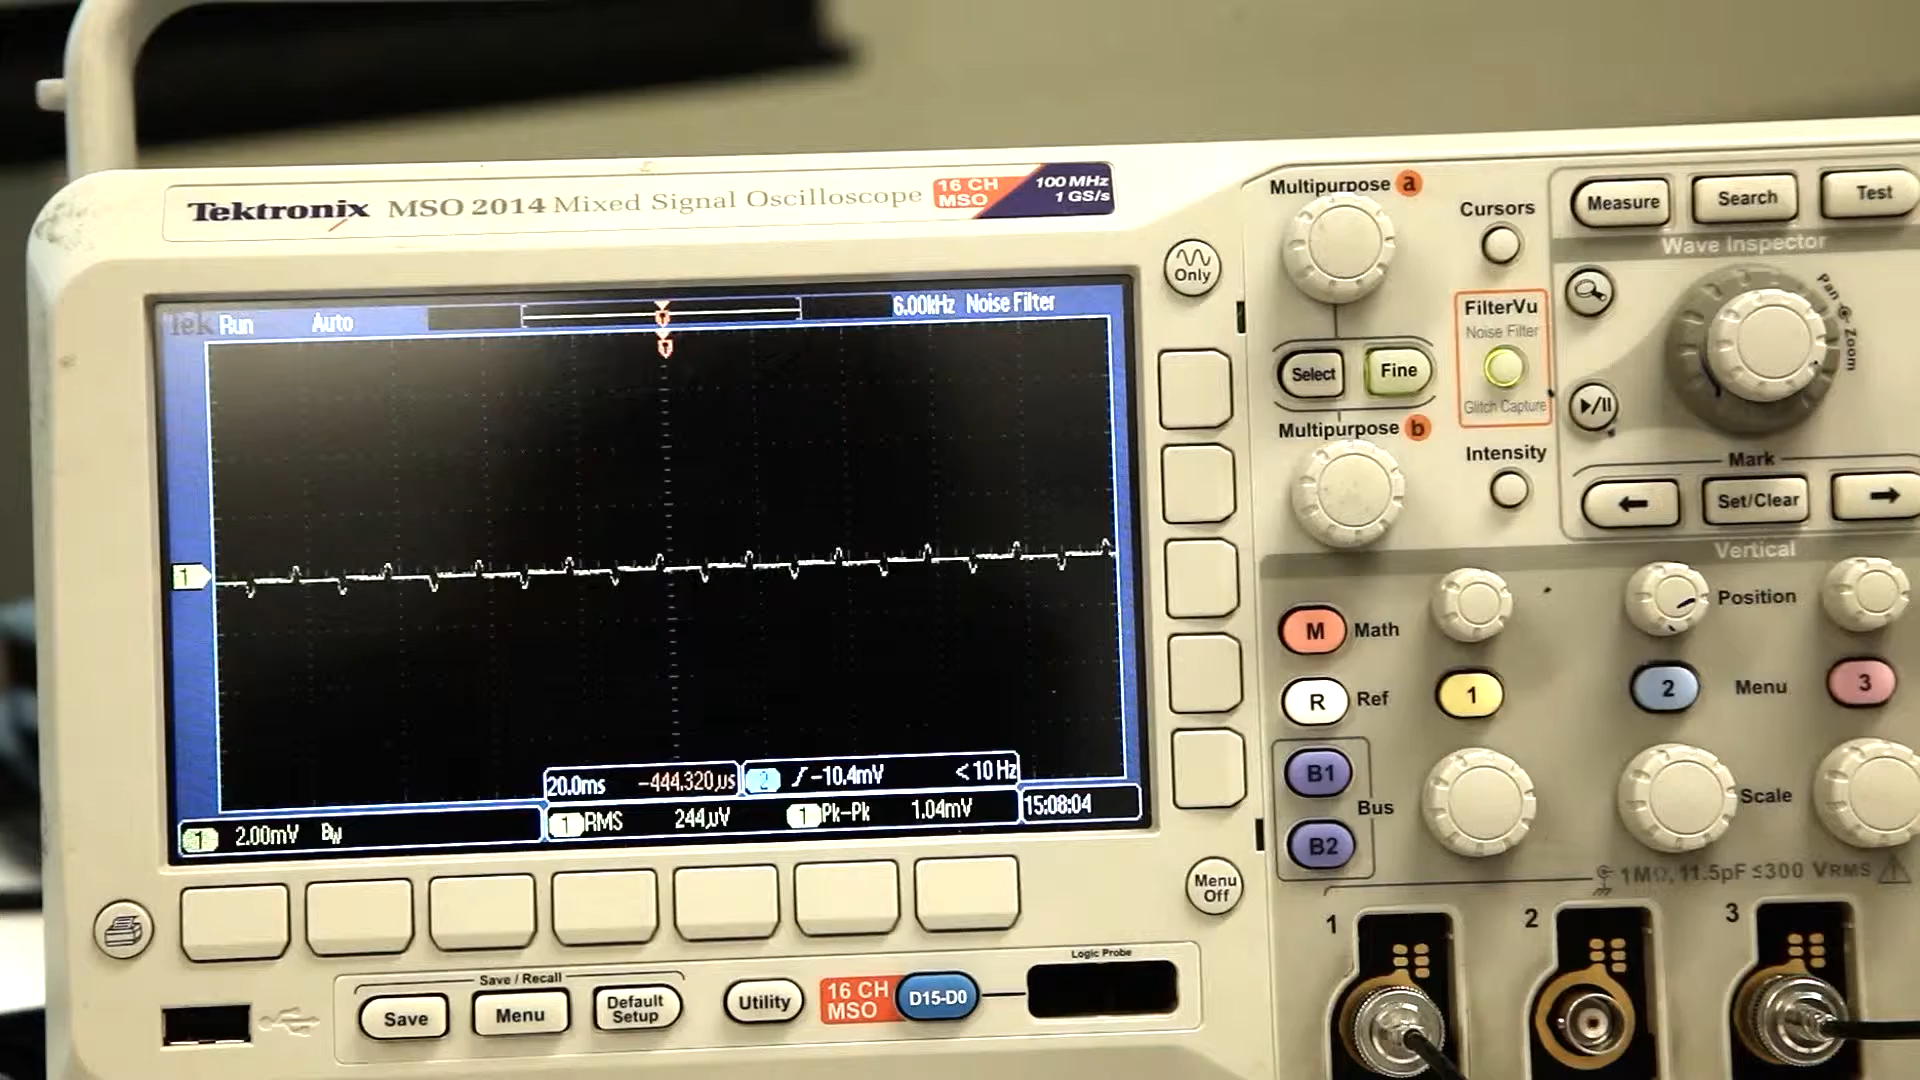 Tektronix MSO 2014 Mixed Signal Oscilloscope
16 CH MSO
100 MHz
1 GS/s
Tek Run Auto 6.00kHz Noise Filter
1
20.0ms -444.320µs 2 -10.4mV <10 Hz
1 2.00mV BW
1 RMS 244µV 1 Pk-Pk 1.04mV
15:08:04
Only
Menu Off
Save / Recall
Save
Menu
Default Setup
Utility
16 CH MSO
D15-D0
Logic Probe
Multipurpose a
Cursors
Select
Fine
FilterVu
Noise Filter
Glitch Capture
Multipurpose b
Intensity
Measure
Search
Test
Wave Inspector
Pan
Zoom
Mark
Set/Clear
Vertical
Position
M Math
R Ref
1
2
Menu
3
B1
B2
Bus
Scale
1MΩ, 11.5pF ≤300 VRMS
1
2
3